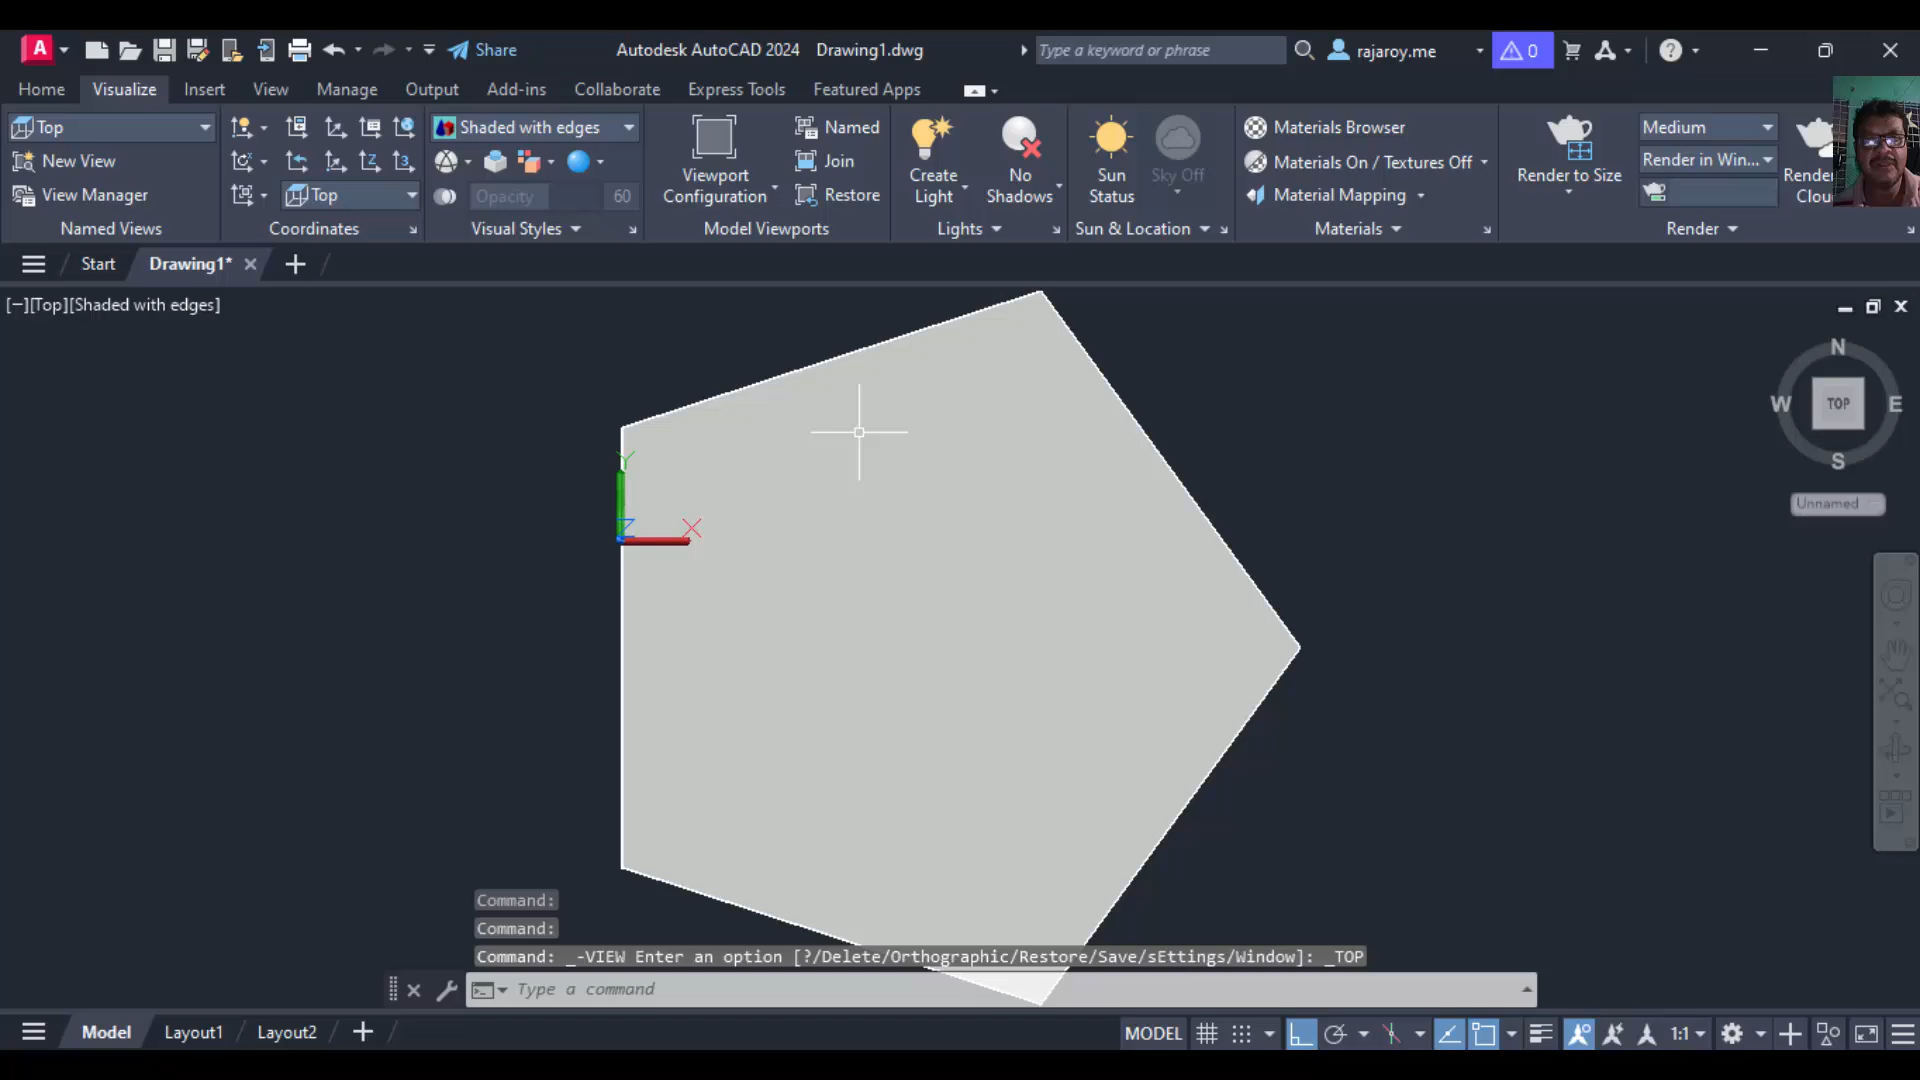 A Share Autodesk AutoCAD 2024 Drawing1.dwg Type a keyword or phrase rajaroy.me 0
Home Visualize Insert View Manage Output Add-ins Collaborate Express Tools Featured Apps
Top
New View
View Manager
Named Views
Top
Coordinates
Shaded with edges
Opacity 60
Visual Styles
Viewport
Configuration
Named
Join
Restore
Model Viewports
Create
Light
No
Shadows
Lights
Sun
Status
Sky Off
Sun & Location
Materials Browser
Materials On / Textures Off
Material Mapping
Materials
Render to Size
Medium
Render in Win...
Render
Start Drawing1*
[−][Top][Shaded with edges]
N
W TOP E
S
Unnamed
Y
Z X
Command:
Command:
Command: _-VIEW Enter an option [?/Delete/Orthographic/Restore/Save/sEttings/Window]: _TOP
Type a command
Model Layout1 Layout2 MODEL 1:1